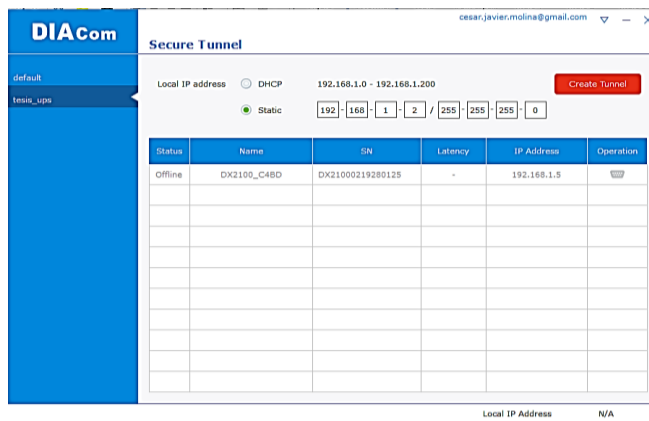 cesar.javier.molina@gmail.com
DIACom
Secure Tunnel
default
tesis_ups
Local IP address DHCP 192.168.1.0 - 192.168.1.200 Create Tunnel
Static 192 - 168 - 1 - 2 / 255 - 255 - 255 - 0
Status Name SN Latency IP Address Operation
Offline DX2100_C4BD DX21000219280125 - 192.168.1.5
Local IP Address N/A